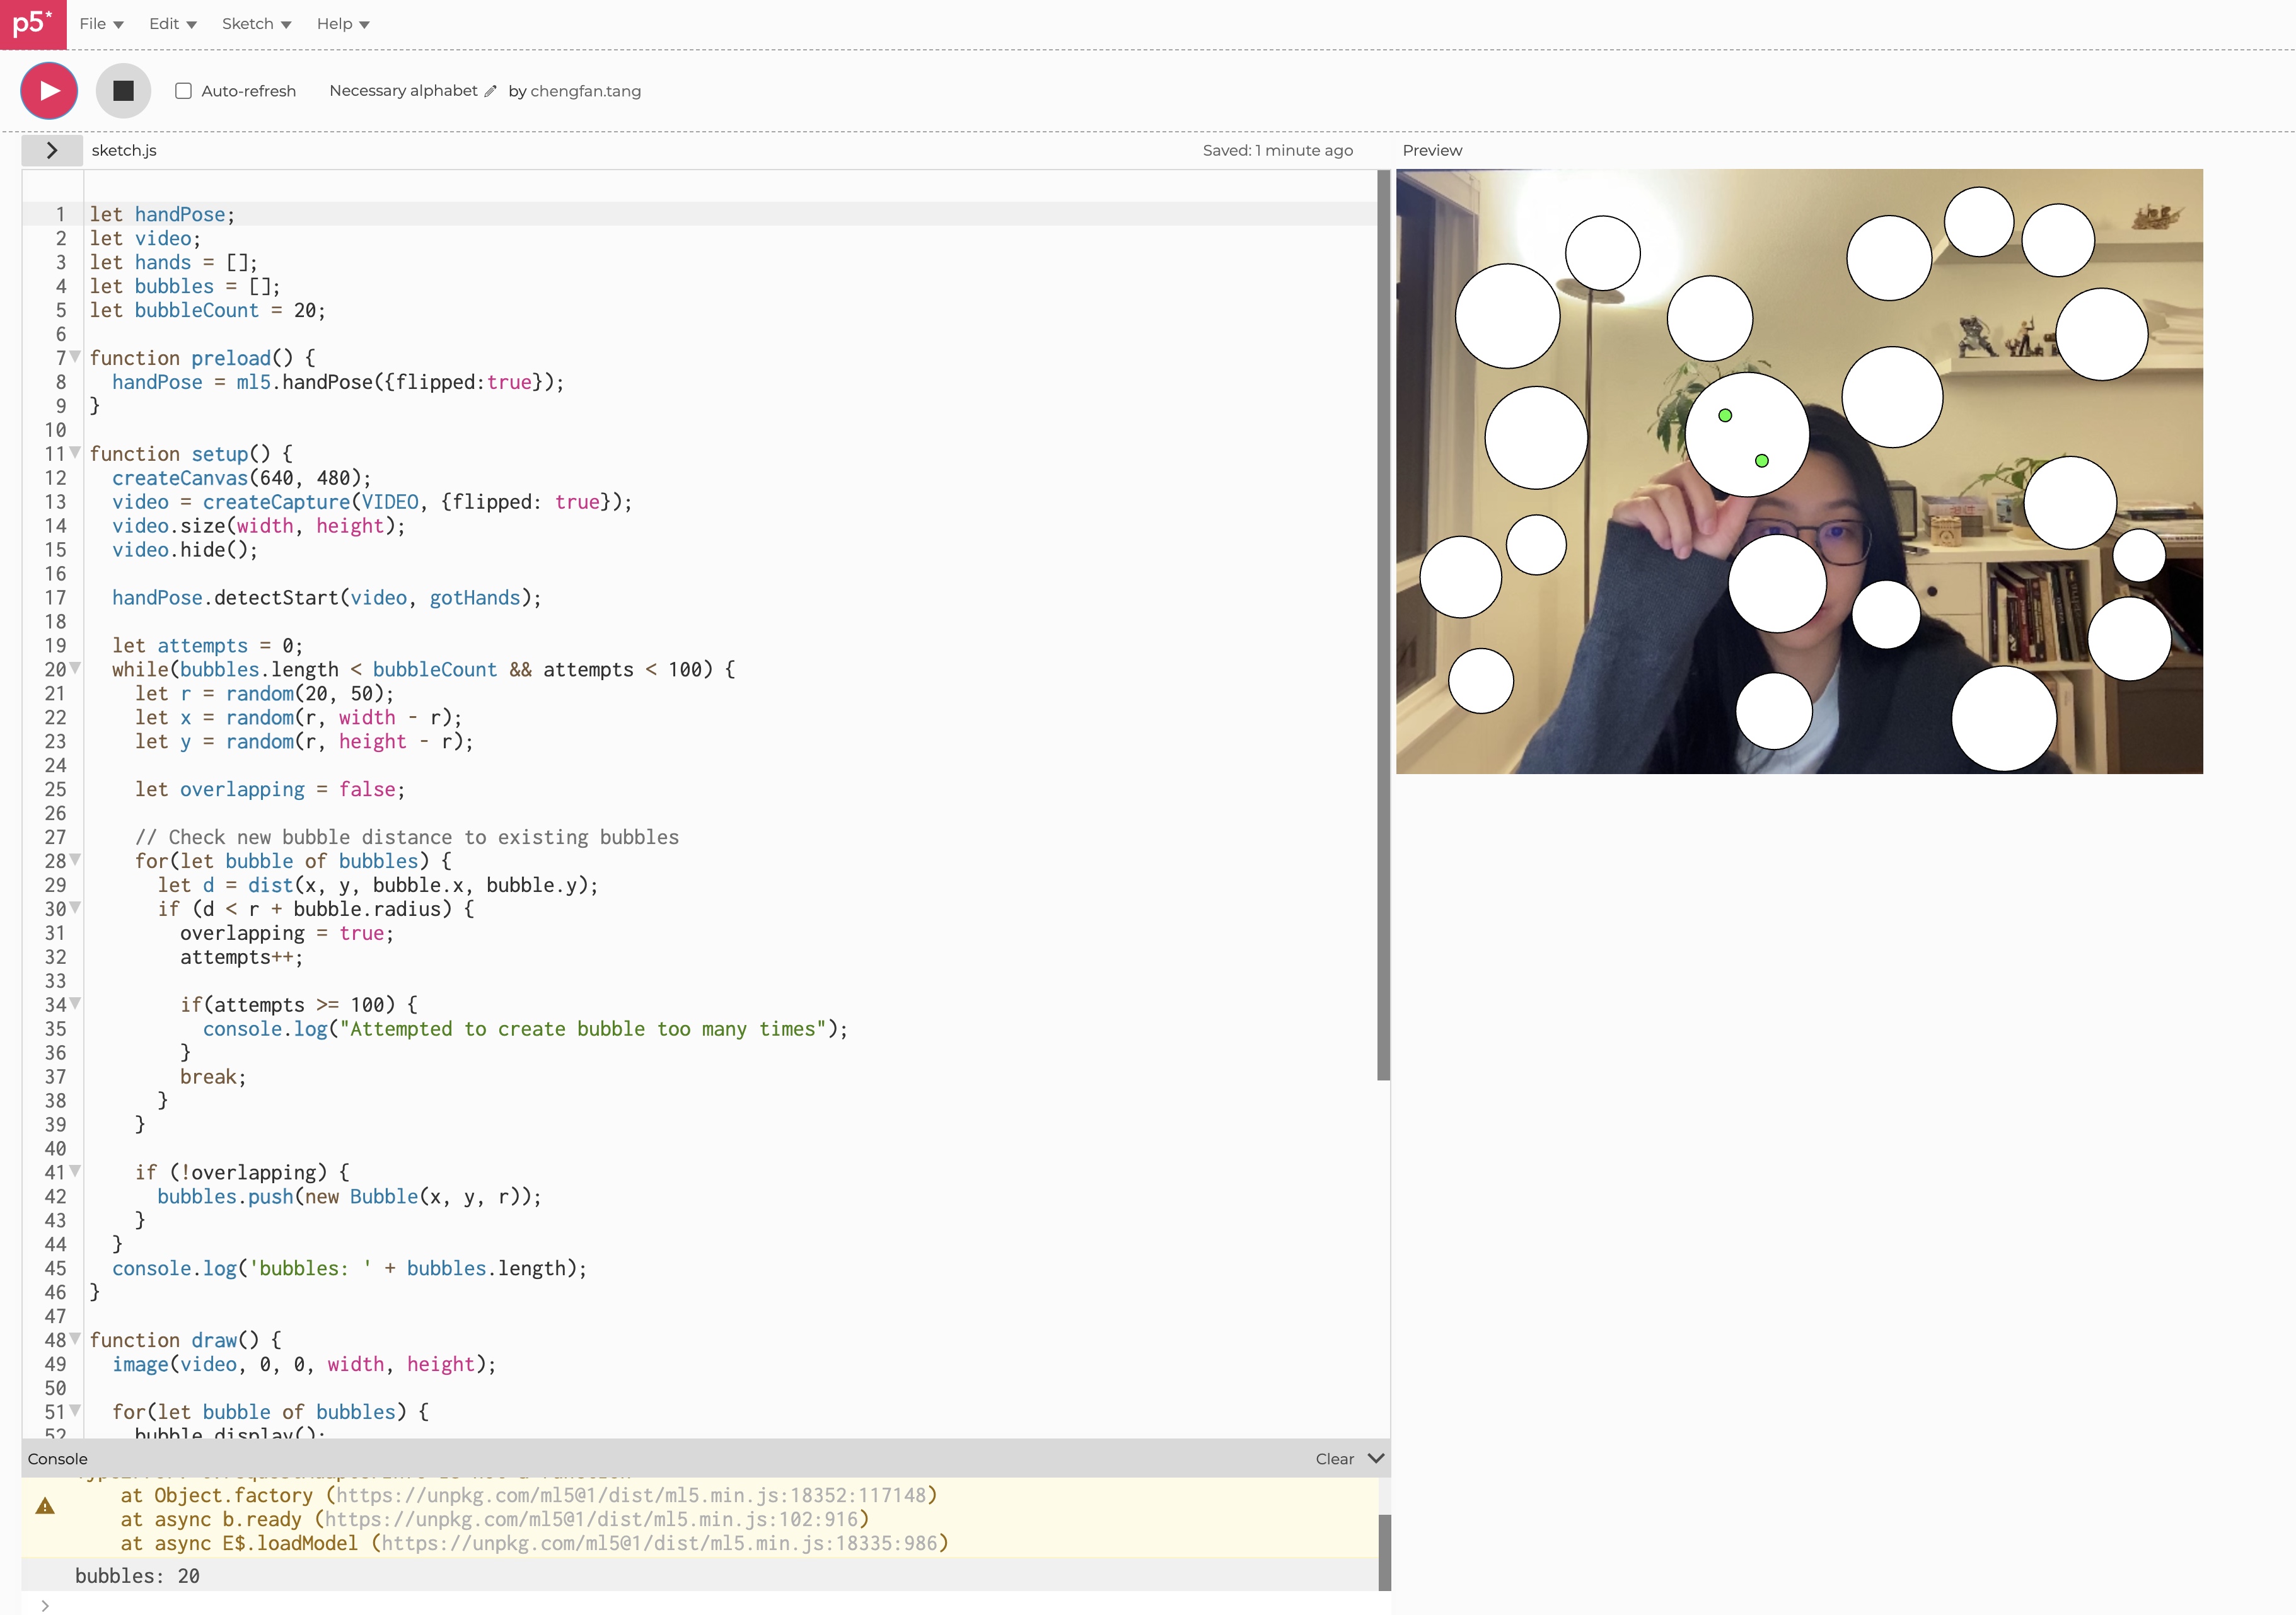 p5*
File Edit Sketch Help
Auto-refresh Necessary alphabet by chengfan.tang
sketch.js Saved: 1 minute ago Preview
1 let handPose;
2 let video;
3 let hands = [];
4 let bubbles = [];
5 let bubbleCount = 20;
6
7 function preload() {
8   handPose = ml5.handPose({flipped:true});
9 }
10
11 function setup() {
12   createCanvas(640, 480);
13   video = createCapture(VIDEO, {flipped: true});
14   video.size(width, height);
15   video.hide();
16
17   handPose.detectStart(video, gotHands);
18
19   let attempts = 0;
20   while(bubbles.length < bubbleCount && attempts < 100) {
21     let r = random(20, 50);
22     let x = random(r, width - r);
23     let y = random(r, height - r);
24
25     let overlapping = false;
26
27     // Check new bubble distance to existing bubbles
28     for(let bubble of bubbles) {
29       let d = dist(x, y, bubble.x, bubble.y);
30       if (d < r + bubble.radius) {
31         overlapping = true;
32         attempts++;
33
34         if(attempts >= 100) {
35           console.log("Attempted to create bubble too many times");
36         }
37         break;
38       }
39     }
40
41     if (!overlapping) {
42       bubbles.push(new Bubble(x, y, r));
43     }
44   }
45   console.log('bubbles: ' + bubbles.length);
46 }
47
48 function draw() {
49   image(video, 0, 0, width, height);
50
51   for(let bubble of bubbles) {
52     bubble.display();
Console Clear
at Object.factory (https://unpkg.com/ml5@1/dist/ml5.min.js:18352:117148)
at async b.ready (https://unpkg.com/ml5@1/dist/ml5.min.js:102:916)
at async E$.loadModel (https://unpkg.com/ml5@1/dist/ml5.min.js:18335:986)
bubbles: 20
>